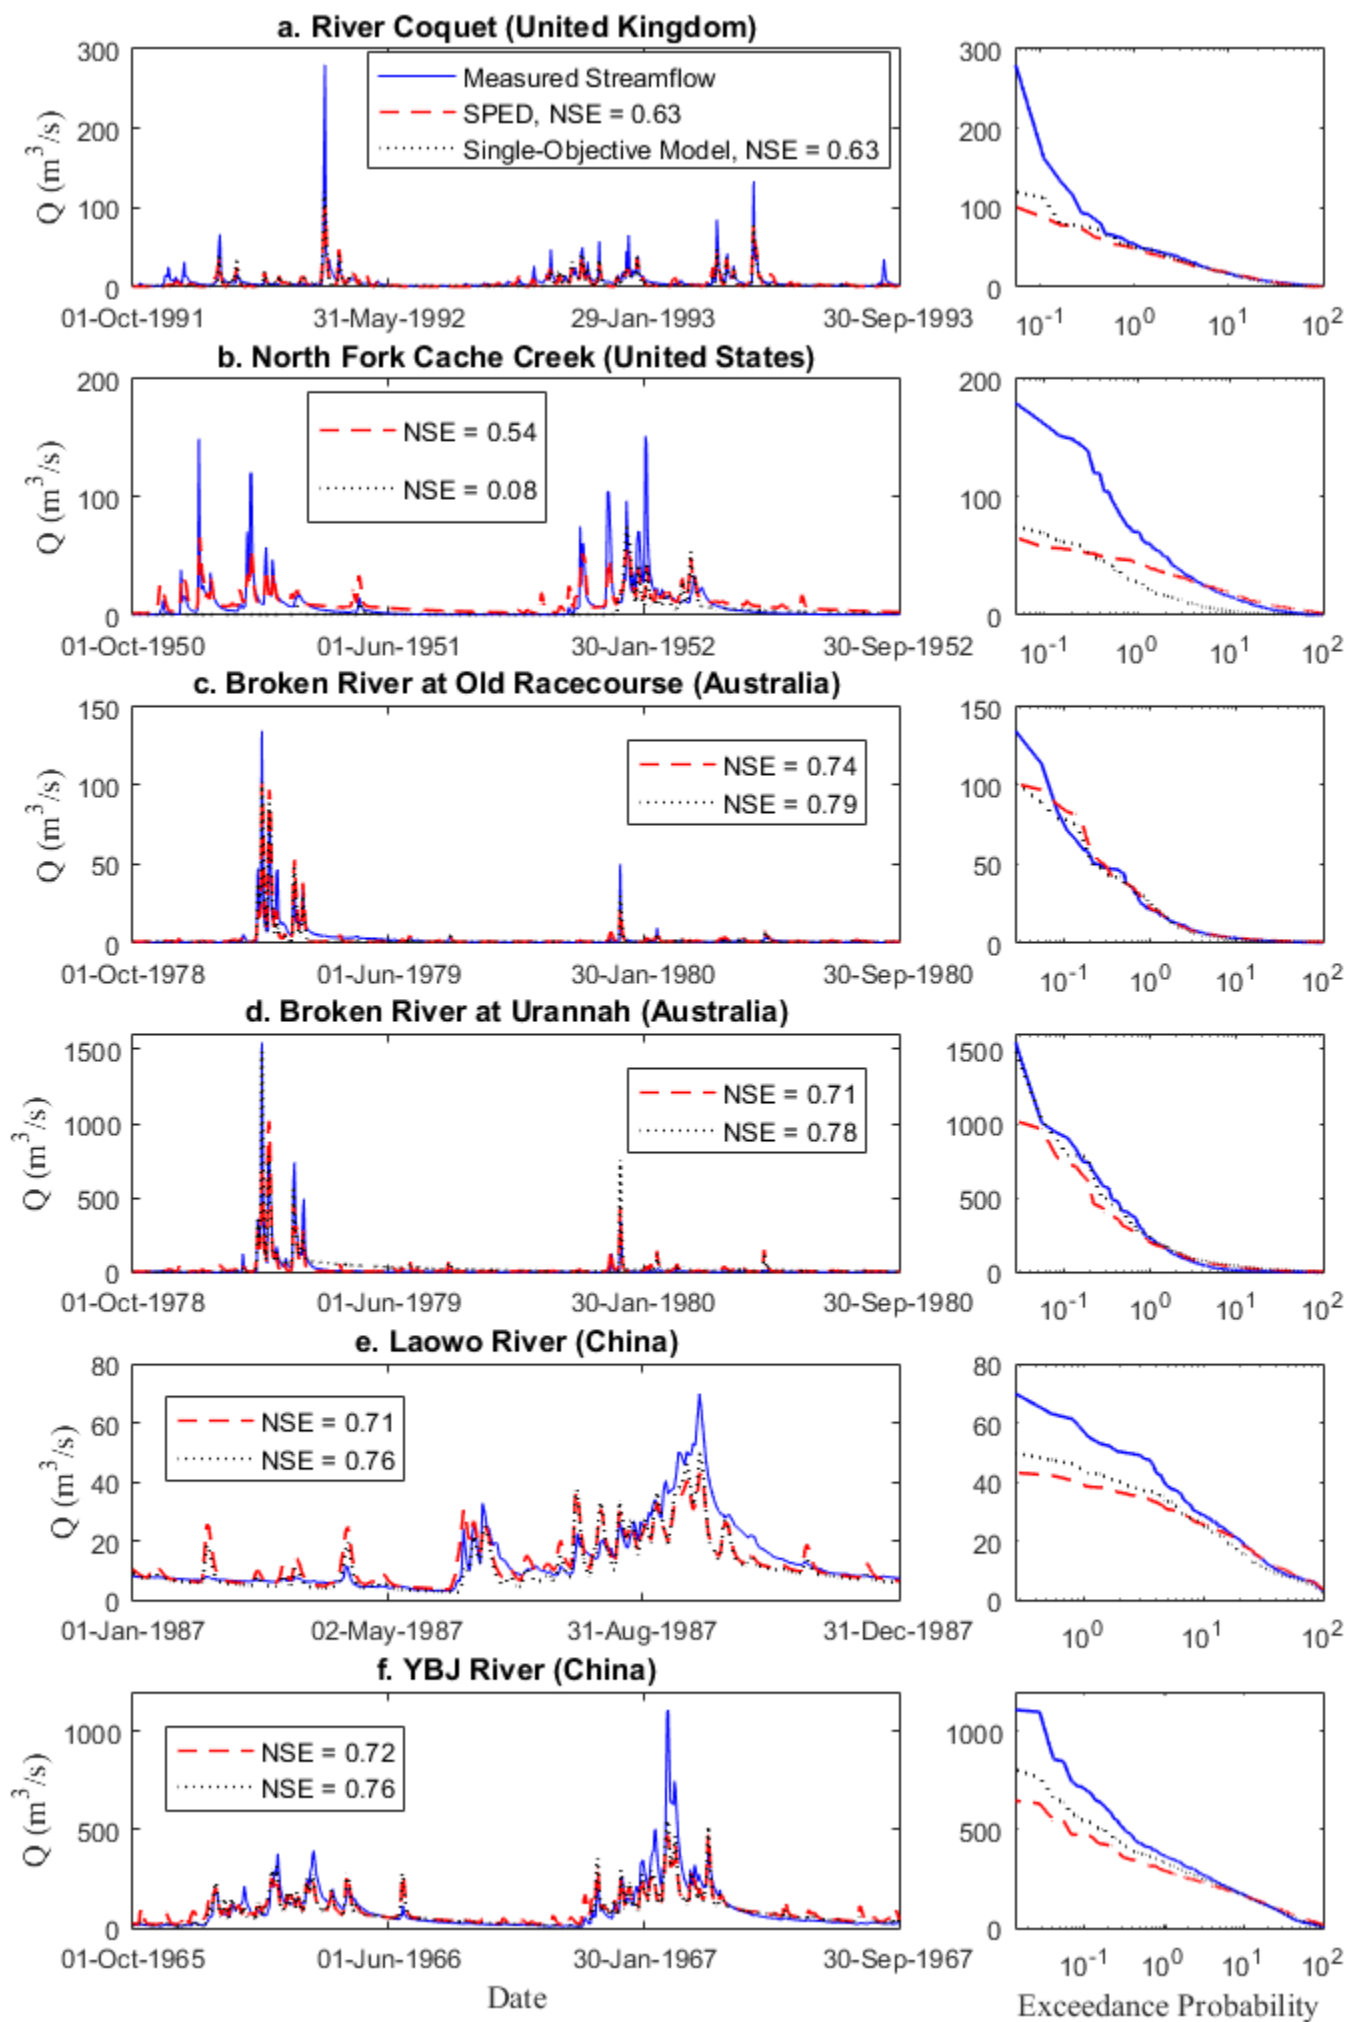 a. River Coquet (United Kingdom)
300
200
100
0
Q (m³/s)
Measured Streamflow
SPED, NSE = 0.63
Single-Objective Model, NSE = 0.63
01-Oct-1991 31-May-1992 29-Jan-1993 30-Sep-1993
300
200
100
0
10⁻¹ 10⁰ 10¹ 10²
b. North Fork Cache Creek (United States)
200
100
0
Q (m³/s)
NSE = 0.54
NSE = 0.08
01-Oct-1950 01-Jun-1951 30-Jan-1952 30-Sep-1952
200
100
0
10⁻¹ 10⁰ 10¹ 10²
c. Broken River at Old Racecourse (Australia)
150
100
50
0
Q (m³/s)
NSE = 0.74
NSE = 0.79
01-Oct-1978 01-Jun-1979 30-Jan-1980 30-Sep-1980
150
100
50
0
10⁻¹ 10⁰ 10¹ 10²
d. Broken River at Urannah (Australia)
1500
1000
500
0
Q (m³/s)
NSE = 0.71
NSE = 0.78
01-Oct-1978 01-Jun-1979 30-Jan-1980 30-Sep-1980
1500
1000
500
0
10⁻¹ 10⁰ 10¹ 10²
e. Laowo River (China)
80
60
40
20
0
Q (m³/s)
NSE = 0.71
NSE = 0.76
01-Jan-1987 02-May-1987 31-Aug-1987 31-Dec-1987
80
60
40
20
0
10⁰ 10¹ 10²
f. YBJ River (China)
1000
500
0
Q (m³/s)
NSE = 0.72
NSE = 0.76
01-Oct-1965 01-Jun-1966 30-Jan-1967 30-Sep-1967
Date
1000
500
0
10⁻¹ 10⁰ 10¹ 10²
Exceedance Probability